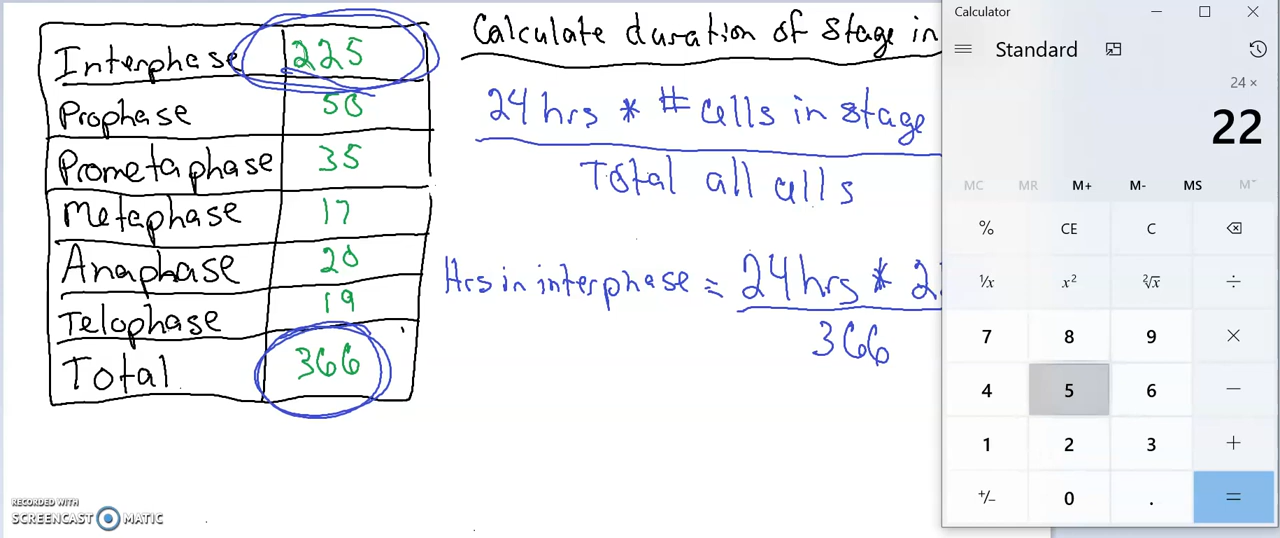 Interphase 225
Prophase 50
Prometaphase 35
Metaphase 17
Anaphase 20
Telophase 19
Total 366
Calculate duration of stage in
24 hrs * # cells in stage
Total all cells
Hrs in interphase = 24 hrs * 2
366
RECORDED WITH
SCREENCAST MATIC
Calculator
Standard
24 ×
22
MC MR M+ M- MS M˅
% CE C
¹/x x² ²√x ÷
7 8 9 ×
4 5 6 −
1 2 3 +
+/− 0 . =